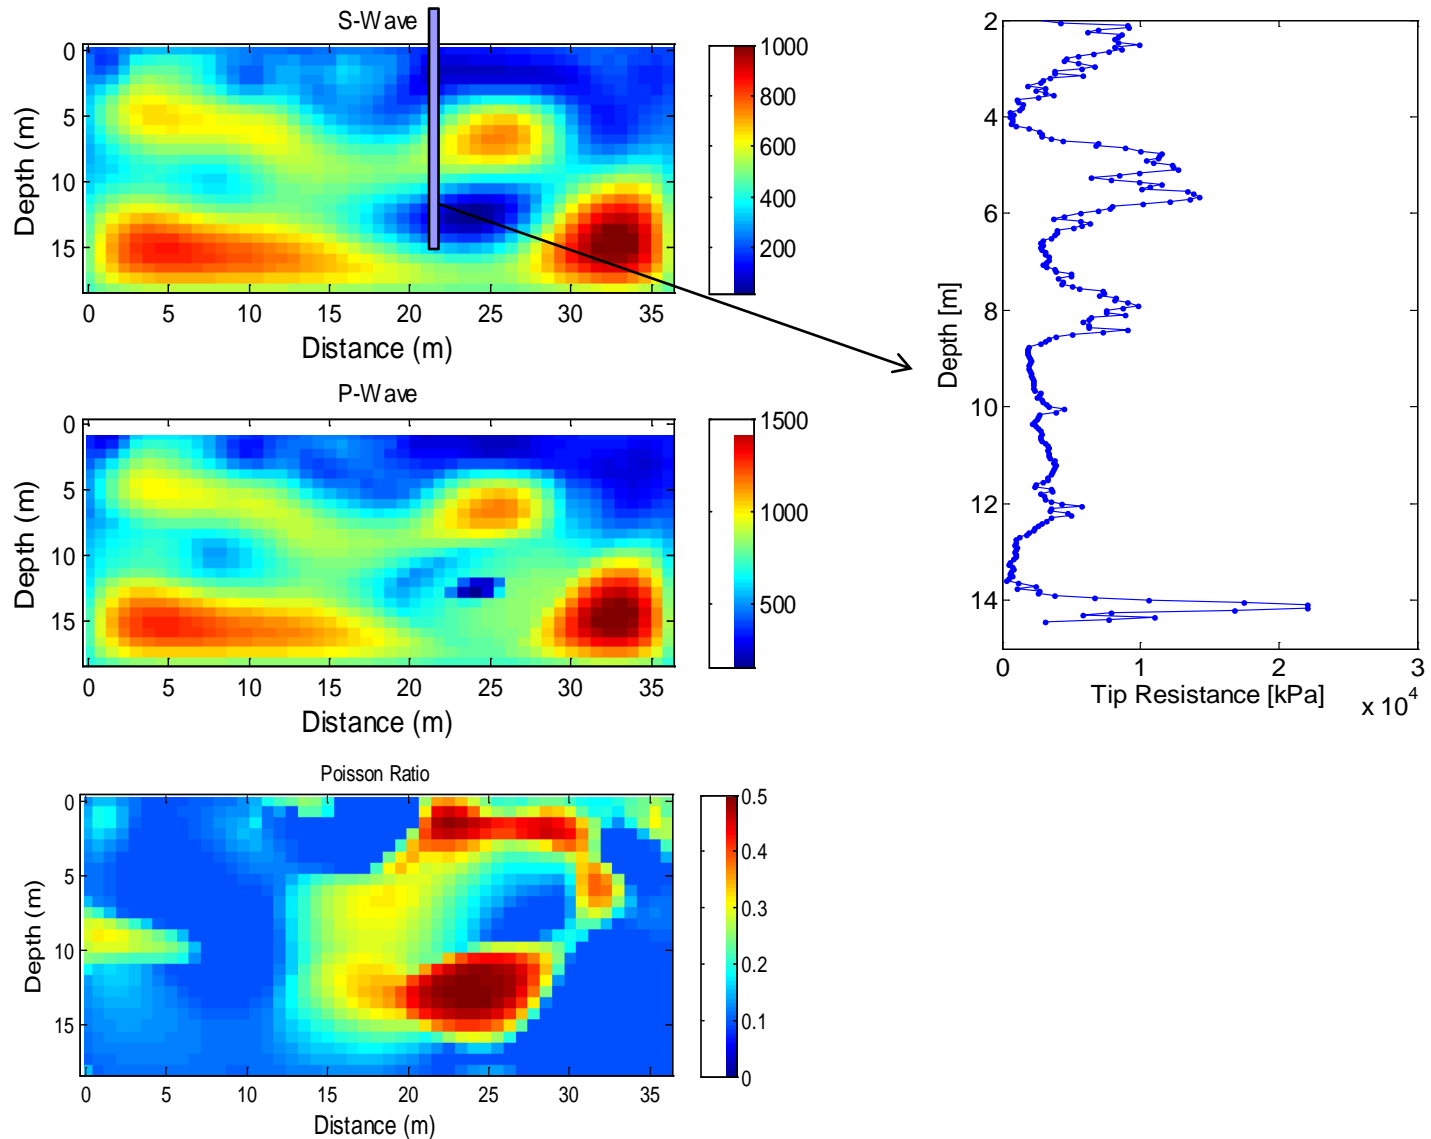 S-Wave
0
5
10
15
Depth (m)
0 5 10 15 20 25 30 35
Distance (m)
1000
800
600
400
200
P-Wave
0
5
10
15
Depth (m)
0 5 10 15 20 25 30 35
Distance (m)
1500
1000
500
Poisson Ratio
0
5
10
15
Depth (m)
0 5 10 15 20 25 30 35
Distance (m)
0.5
0.4
0.3
0.2
0.1
0
2
4
6
8
10
12
14
Depth [m]
0 1 2 3
Tip Resistance [kPa]
x 10^4